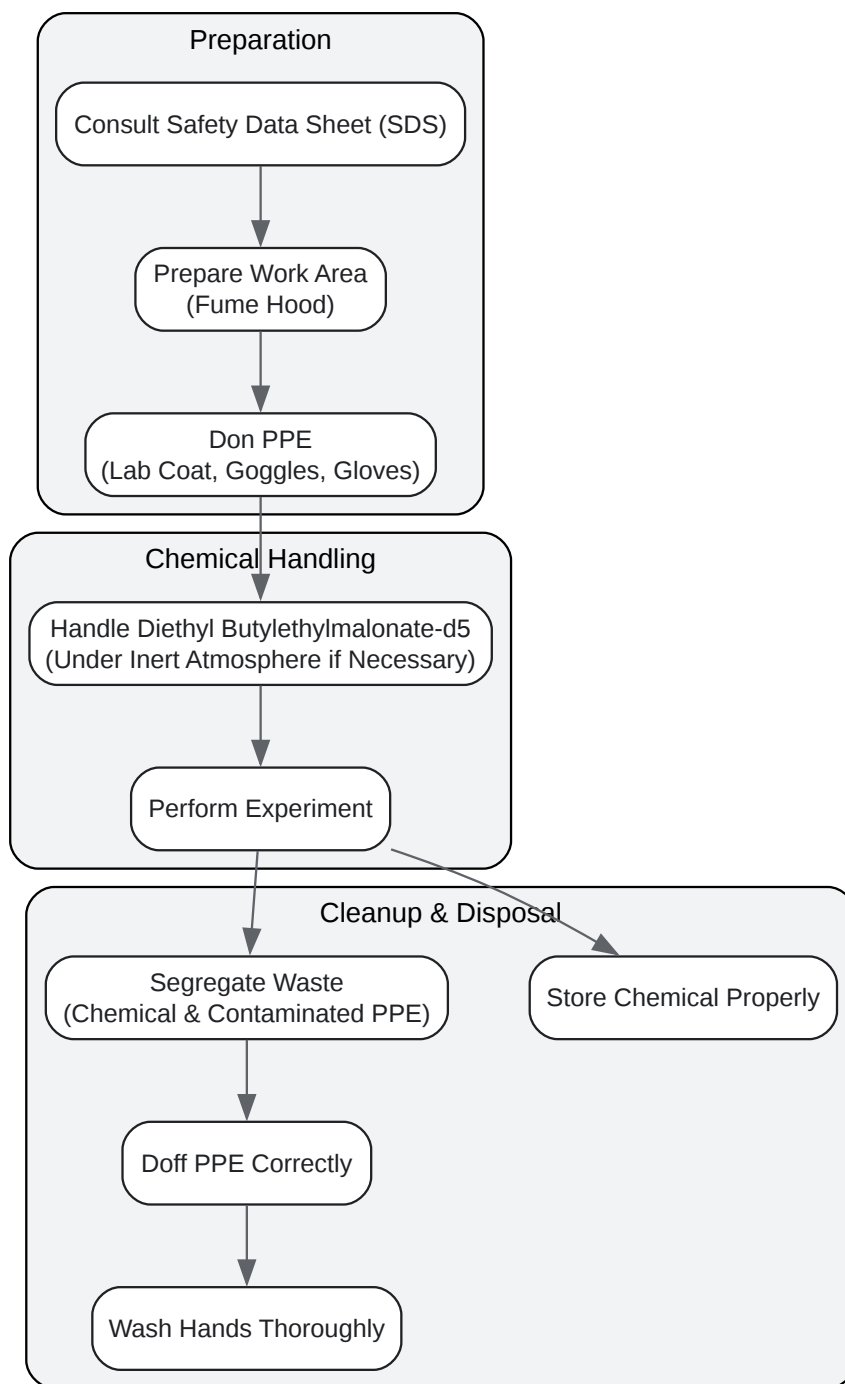 Preparation
Consult Safety Data Sheet (SDS)
Prepare Work Area
(Fume Hood)
Don PPE
(Lab Coat, Goggles, Gloves)
Chemical Handling
Handle Diethyl Butylethylmalonate-d5
(Under Inert Atmosphere if Necessary)
Perform Experiment
Cleanup & Disposal
Segregate Waste
(Chemical & Contaminated PPE)
Store Chemical Properly
Doff PPE Correctly
Wash Hands Thoroughly